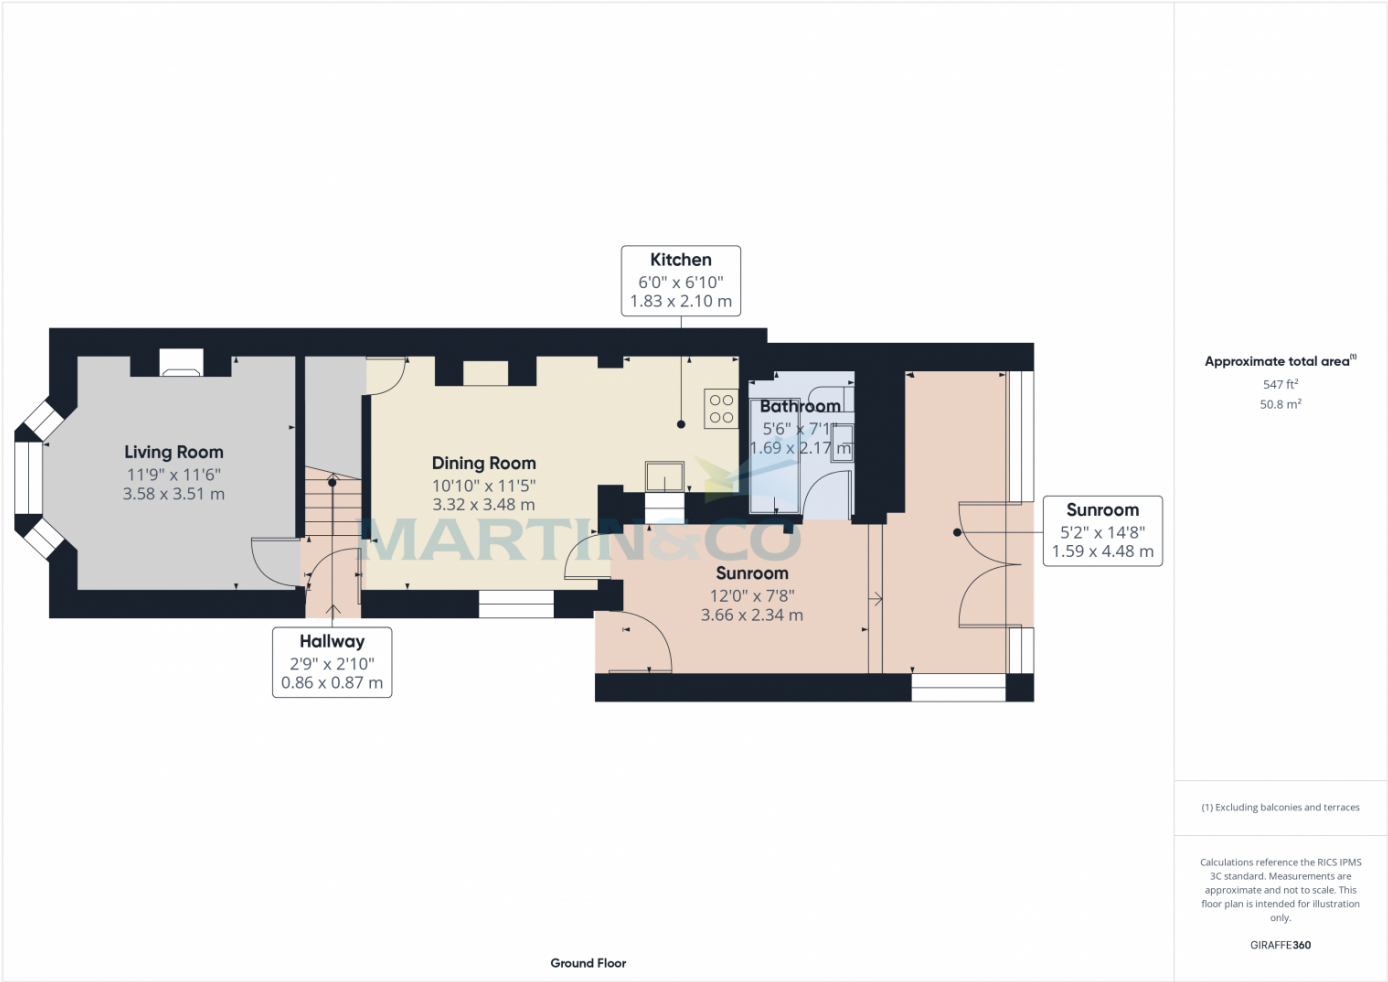 Kitchen
6'0" x 6'10"
1.83 x 2.10 m
Living Room
11'9" x 11'6"
3.58 x 3.51 m
Dining Room
10'10" x 11'5"
3.32 x 3.48 m
Bathroom
5'6" x 7'1"
1.69 x 2.17 m
MARTIN&CO
Sunroom
12'0" x 7'8"
3.66 x 2.34 m
Sunroom
5'2" x 14'8"
1.59 x 4.48 m
Hallway
2'9" x 2'10"
0.86 x 0.87 m
Ground Floor
Approximate total area(1)
547 ft²
50.8 m²
(1) Excluding balconies and terraces
Calculations reference the RICS IPMS
3C standard. Measurements are
approximate and not to scale. This
floor plan is intended for illustration
only.
GIRAFFE360